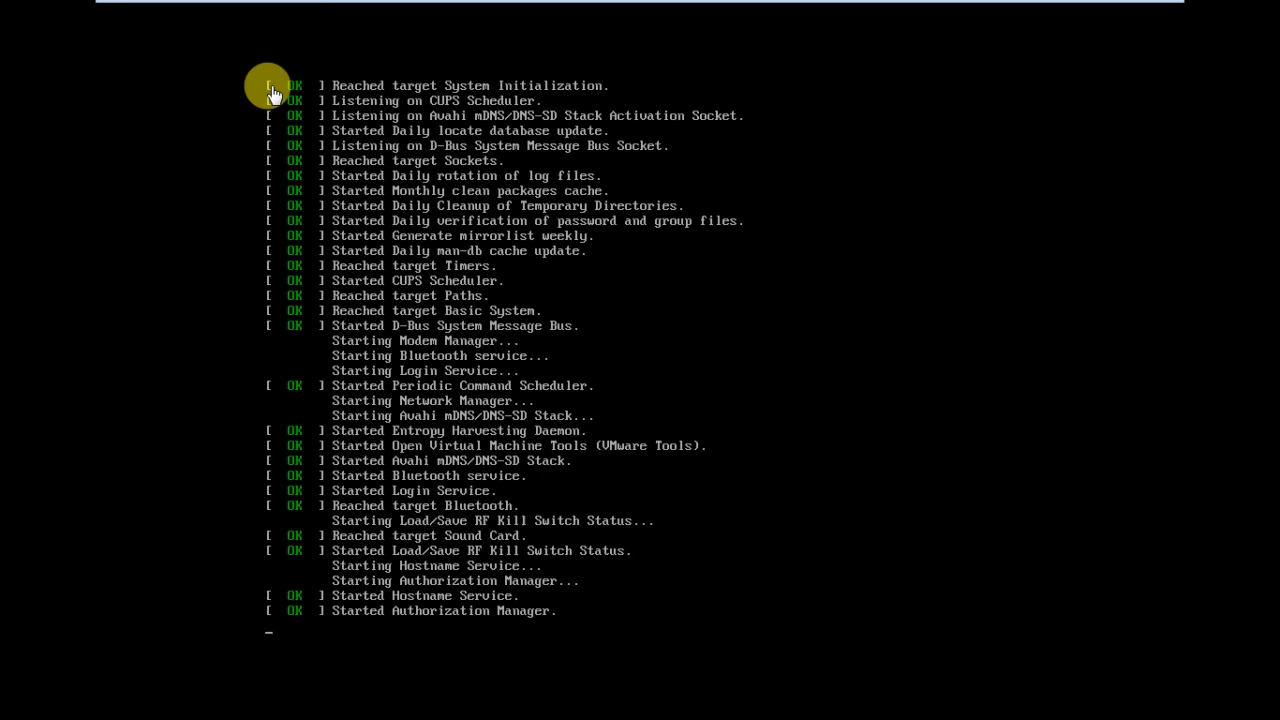 [  OK  ] Reached target System Initialization.
[  OK  ] Listening on CUPS Scheduler.
[  OK  ] Listening on Avahi mDNS/DNS-SD Stack Activation Socket.
[  OK  ] Started Daily locate database update.
[  OK  ] Listening on D-Bus System Message Bus Socket.
[  OK  ] Reached target Sockets.
[  OK  ] Started Daily rotation of log files.
[  OK  ] Started Monthly clean packages cache.
[  OK  ] Started Daily Cleanup of Temporary Directories.
[  OK  ] Started Daily verification of password and group files.
[  OK  ] Started Generate mirrorlist weekly.
[  OK  ] Started Daily man-db cache update.
[  OK  ] Reached target Timers.
[  OK  ] Started CUPS Scheduler.
[  OK  ] Reached target Paths.
[  OK  ] Reached target Basic System.
[  OK  ] Started D-Bus System Message Bus.
Starting Modem Manager...
Starting Bluetooth service...
Starting Login Service...
[  OK  ] Started Periodic Command Scheduler.
Starting Network Manager...
Starting Avahi mDNS/DNS-SD Stack...
[  OK  ] Started Entropy Harvesting Daemon.
[  OK  ] Started Open Virtual Machine Tools (VMware Tools).
[  OK  ] Started Avahi mDNS/DNS-SD Stack.
[  OK  ] Started Bluetooth service.
[  OK  ] Started Login Service.
[  OK  ] Reached target Bluetooth.
Starting Load/Save RF Kill Switch Status...
[  OK  ] Reached target Sound Card.
[  OK  ] Started Load/Save RF Kill Switch Status.
Starting Hostname Service...
Starting Authorization Manager...
[  OK  ] Started Hostname Service.
[  OK  ] Started Authorization Manager.